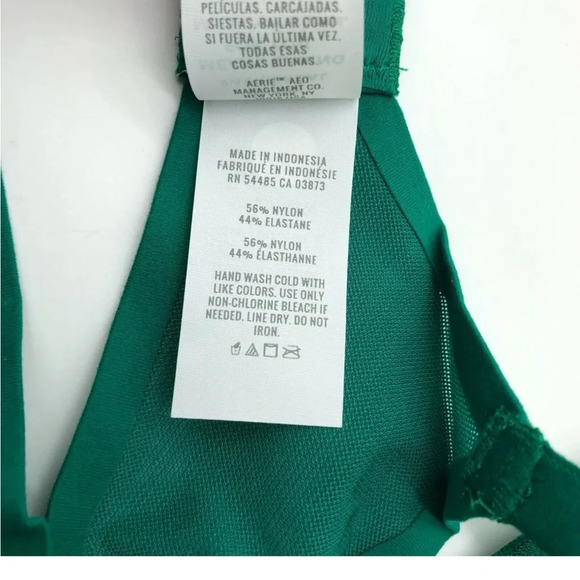 PELÍCULAS, CARCAJADAS.
SIESTAS, BAILAR COMO
SI FUERA LA ÚLTIMA VEZ.
TODAS ESAS
COSAS BUENAS.
AERIE™ AEO
MANAGEMENT CO.
NEW YORK, NY
MADE IN INDONESIA
FABRIQUÉ EN INDONÉSIE
RN 54485 CA 03873
56% NYLON
44% ELASTANE
56% NYLON
44% ÉLASTHANNE
HAND WASH COLD WITH
LIKE COLORS. USE ONLY
NON-CHLORINE BLEACH IF
NEEDED. LINE DRY. DO NOT
IRON.